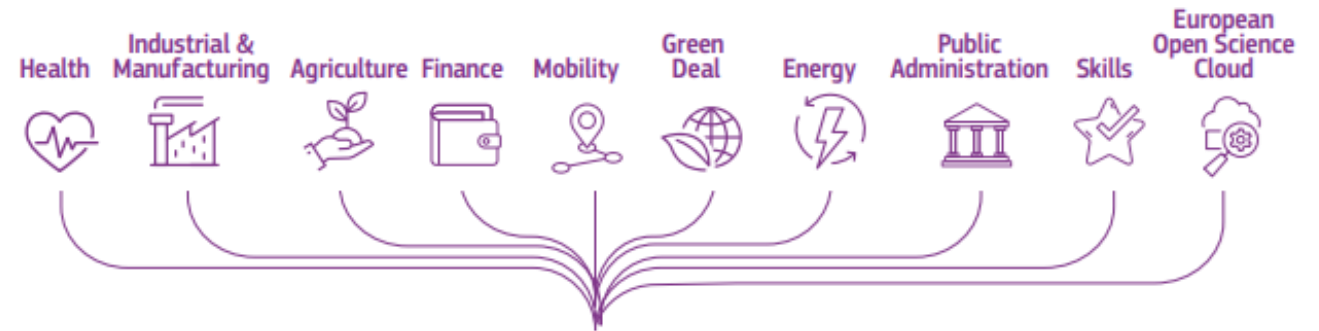 Health
Industrial &
Manufacturing
Agriculture
Finance
Mobility
Green
Deal
Energy
Public
Administration
Skills
European
Open Science
Cloud